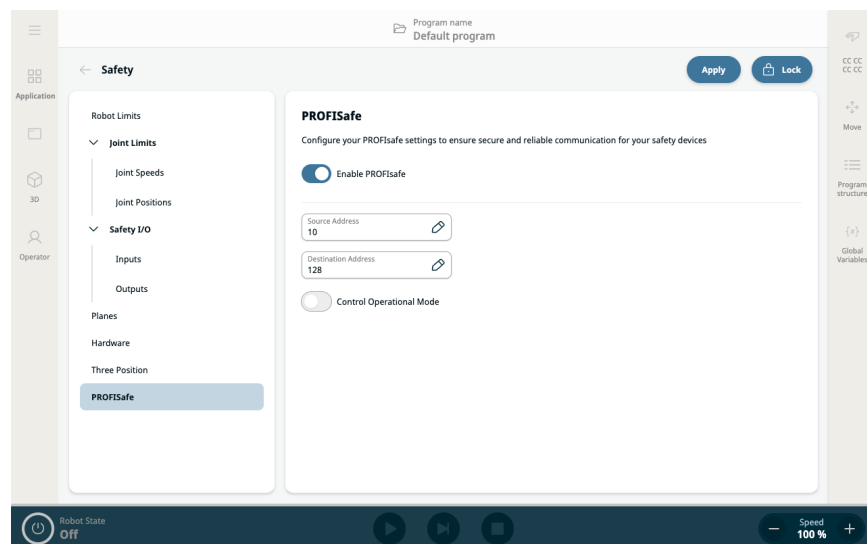 Program name
Default program
Safety
Apply
Lock
Application
3D
Operator
Robot Limits
Joint Limits
Joint Speeds
Joint Positions
Safety I/O
Inputs
Outputs
Planes
Hardware
Three Position
PROFISafe
PROFISafe
Configure your PROFIsafe settings to ensure secure and reliable communication for your safety devices
Enable PROFIsafe
Source Address
10
Destination Address
128
Control Operational Mode
CC CC
CC CC
Move
Program
structure
{x}
Global
Variables
Robot State
Off
Speed
100 %